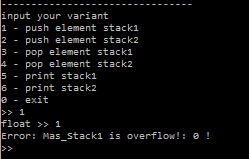 --------------------------------
input your variant
1 - push element stack1
2 - push element stack2
3 - pop element stack1
4 - pop element stack2
5 - print stack1
6 - print stack2
0 - exit
>> 1
float >> 1
Error: Mas_Stack1 is overflow!: 0 !
>>